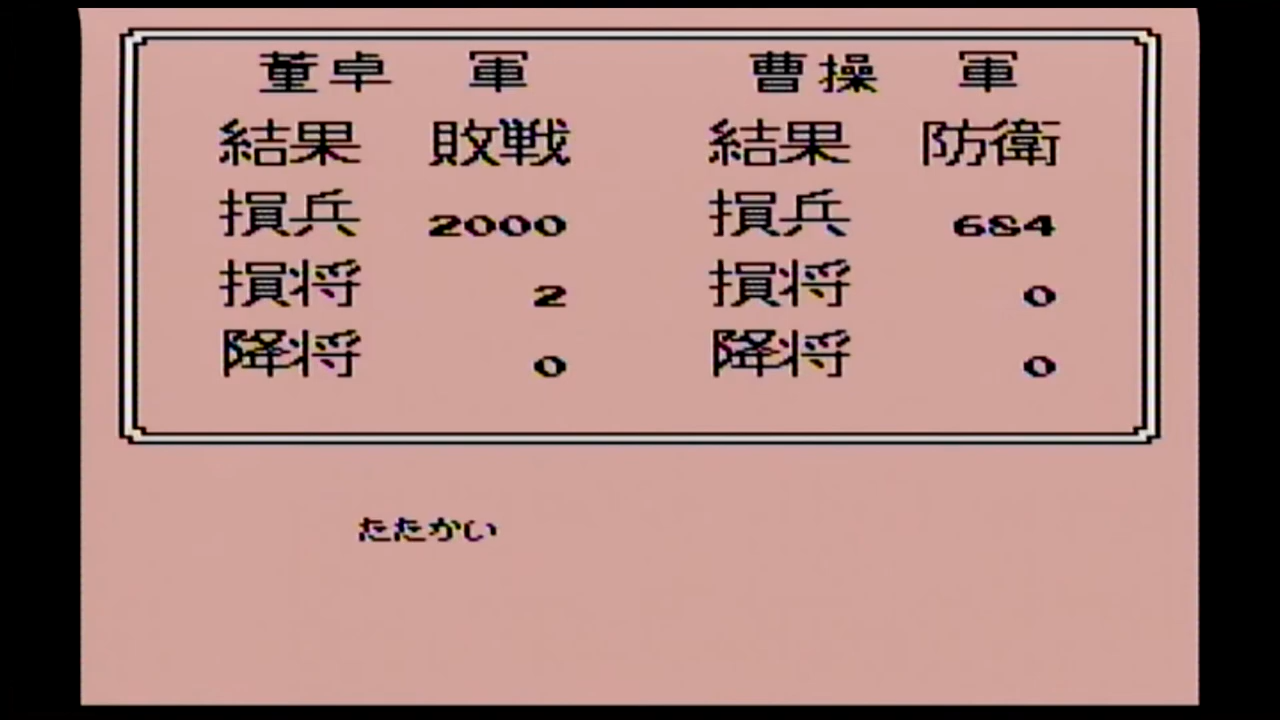 董卓 軍 曹操 軍
結果 敗戦 結果 防衛
損兵 2000 損兵 684
損将 2 損将 0
降将 0 降将 0
たたかい